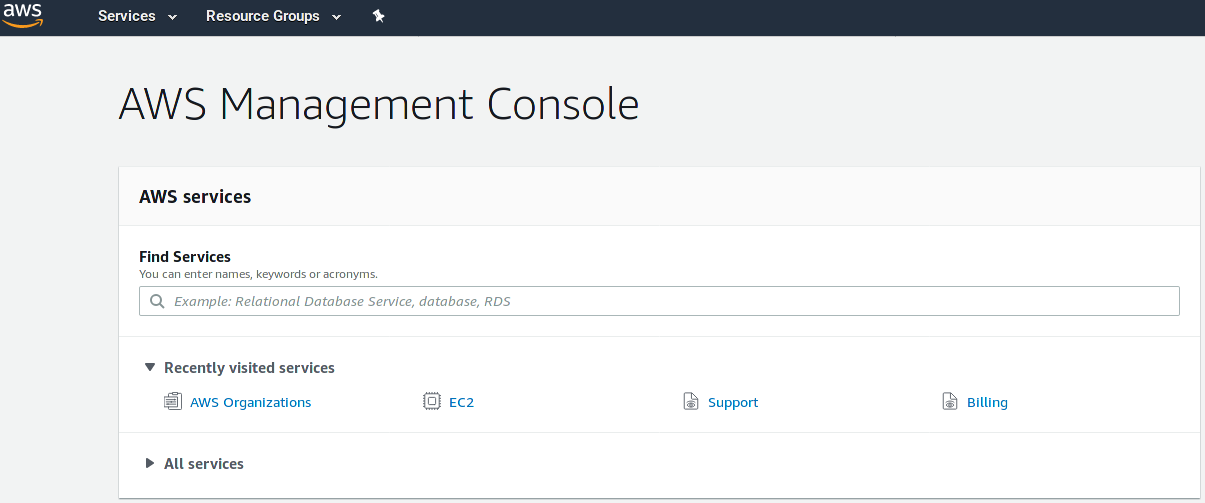 aws Services Resource Groups
AWS Management Console
AWS services
Find Services
You can enter names, keywords or acronyms.
Example: Relational Database Service, database, RDS
Recently visited services
AWS Organizations EC2 Support Billing
All services